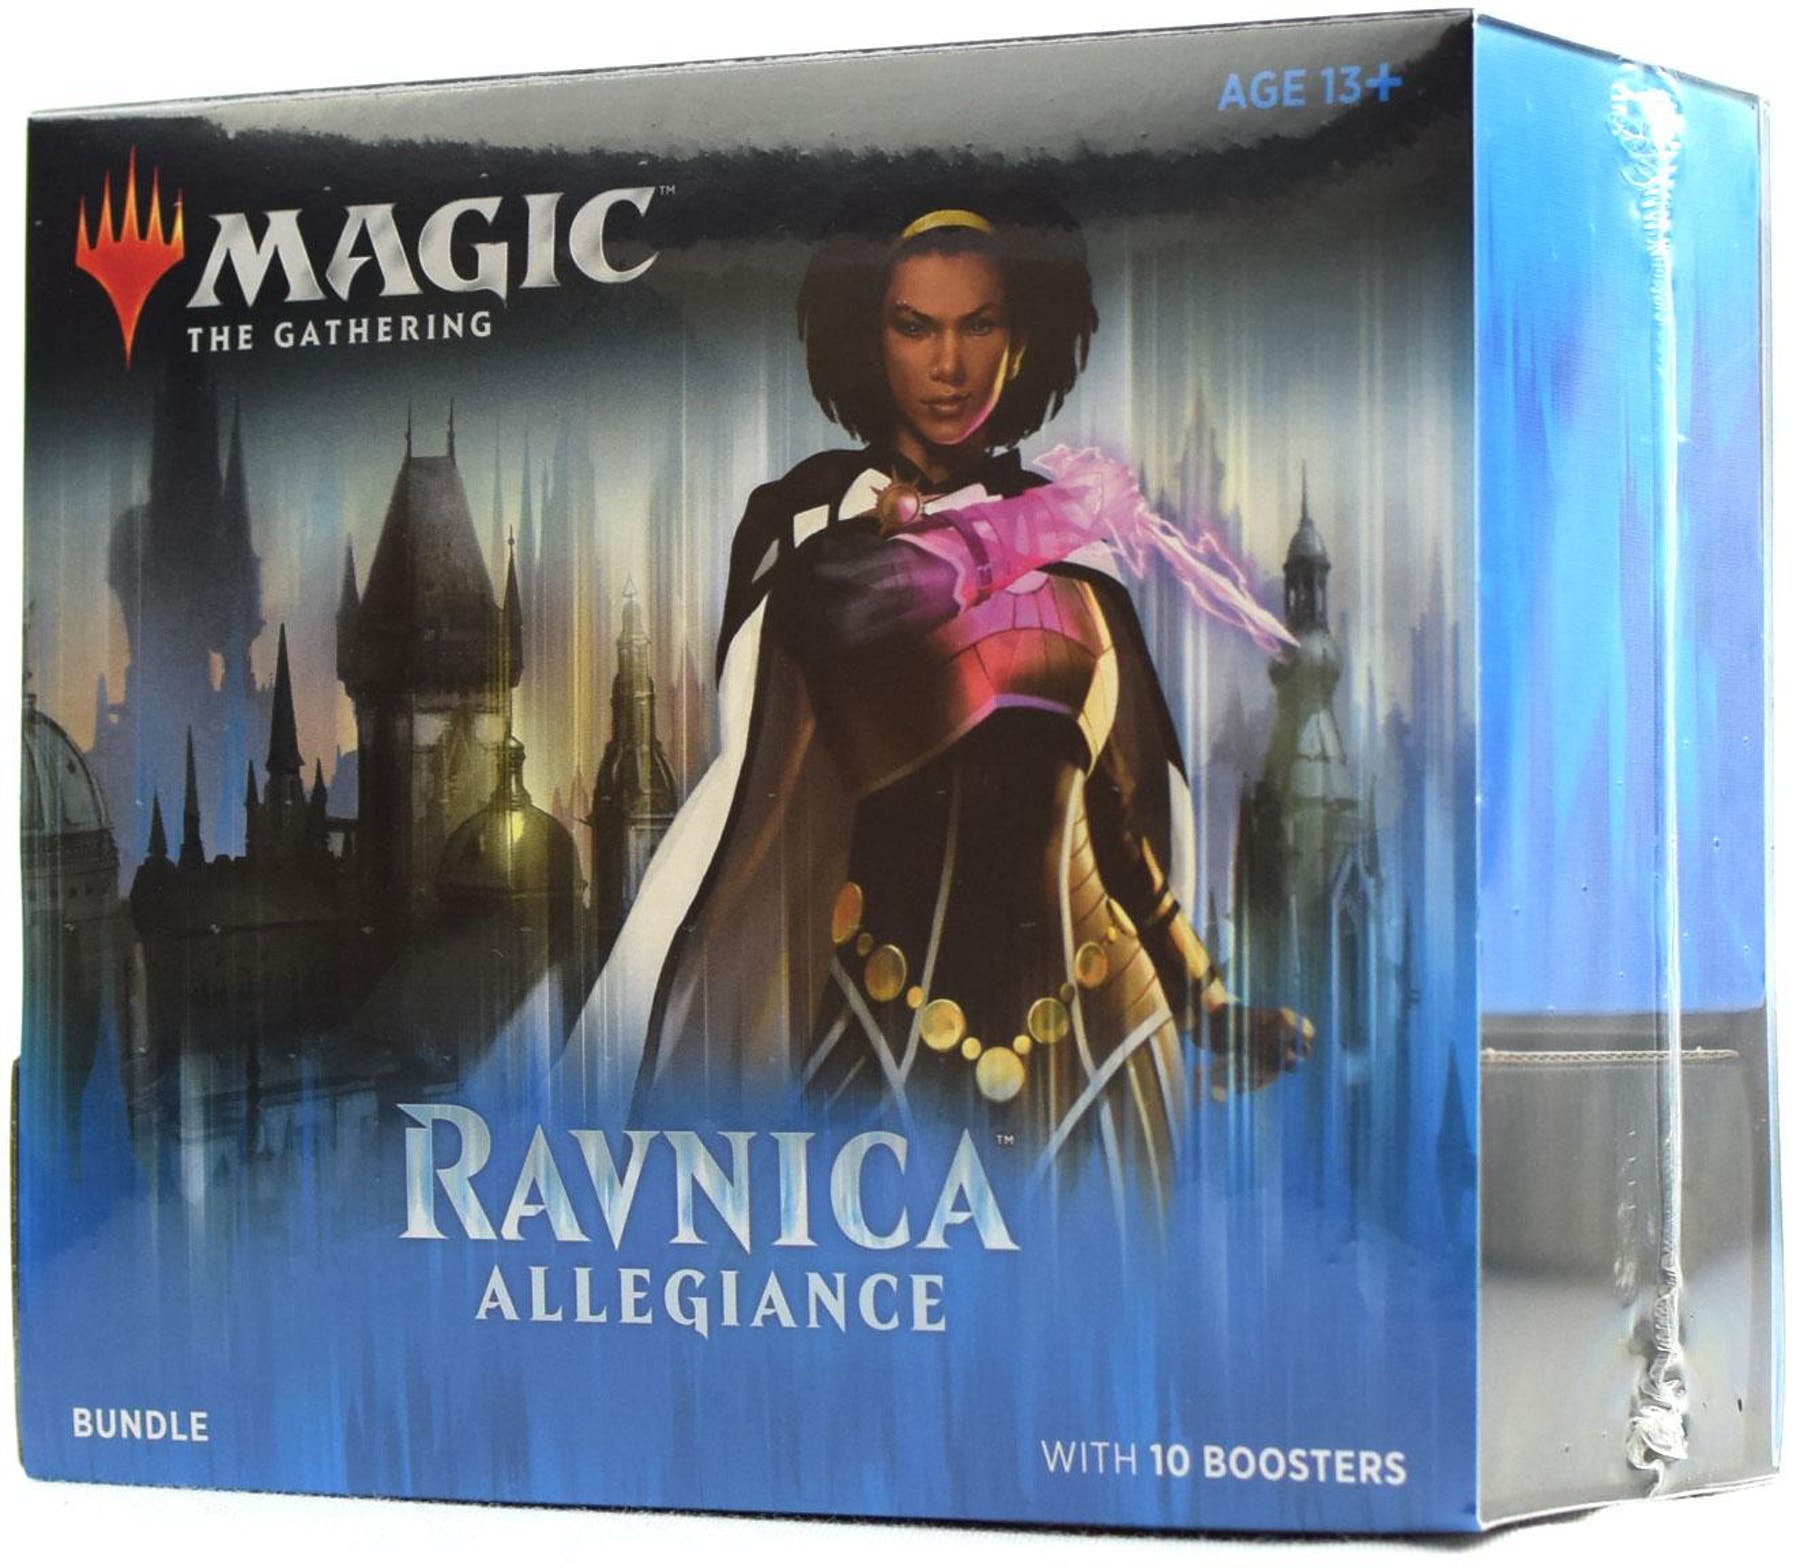 AGE 13+
MAGIC™
THE GATHERING
RAVNICA™
ALLEGIANCE
BUNDLE
WITH 10 BOOSTERS